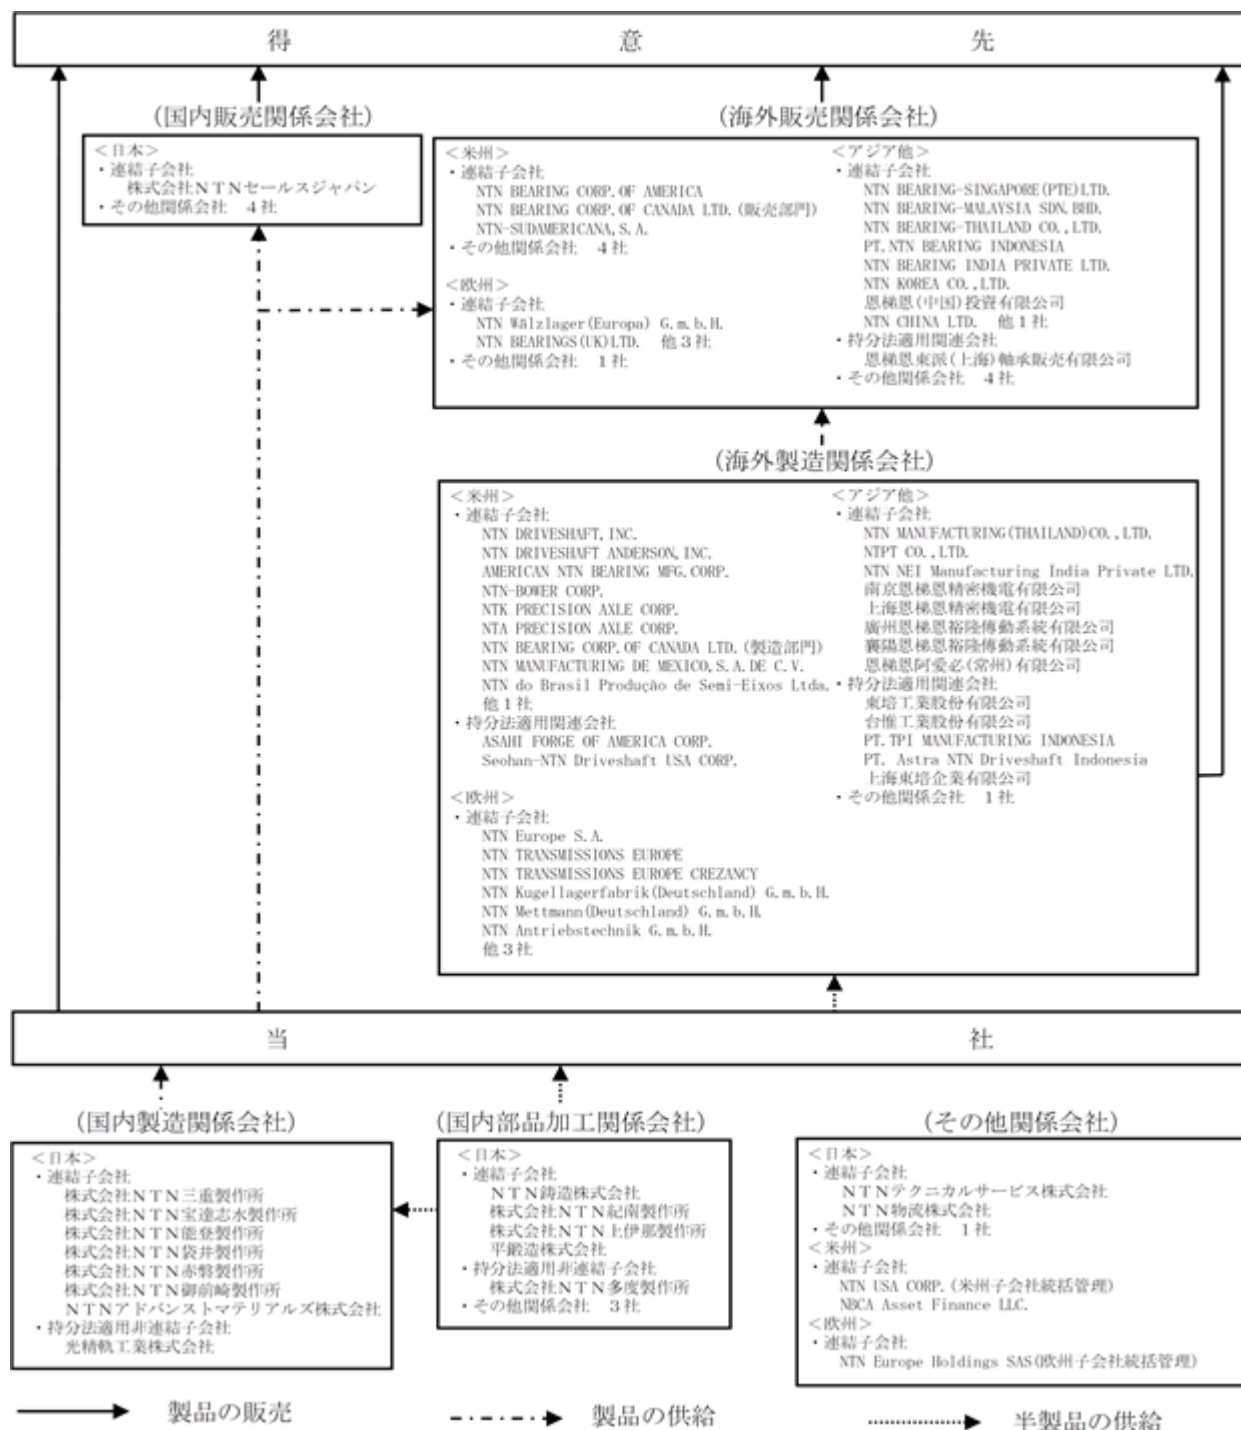 得意先
(国内販売関係会社)
<日本>
・連結子会社
株式会社NTNセールスジャパン
・その他関係会社 4社
(海外販売関係会社)
<米州>
・連結子会社
NTN BEARING CORP.OF AMERICA
NTN BEARING CORP.OF CANADA LTD.(販売部門)
NTN-SUDAMERICANA,S.A.
・その他関係会社 4社
<欧州>
・連結子会社
NTN Wälzlager(Europa) G.m.b.H.
NTN BEARINGS(UK)LTD. 他3社
・その他関係会社 1社
<アジア他>
・連結子会社
NTN BEARING-SINGAPORE(PTE)LTD.
NTN BEARING-MALAYSIA SDN.BHD.
NTN BEARING-THAILAND CO.,LTD.
PT.NTN BEARING INDONESIA
NTN BEARING INDIA PRIVATE LTD.
NTN KOREA CO.,LTD.
恩梯恩(中国)投資有限公司
NTN CHINA LTD. 他1社
・持分法適用関連会社
恩梯恩東派(上海)軸承販売有限公司
・その他関係会社 4社
(海外製造関係会社)
<米州>
・連結子会社
NTN DRIVESHAFT,INC.
NTN DRIVESHAFT ANDERSON,INC.
AMERICAN NTN BEARING MFG.CORP.
NTN-BOWER CORP.
NTK PRECISION AXLE CORP.
NTA PRECISION AXLE CORP.
NTN BEARING CORP.OF CANADA LTD.(製造部門)
NTN MANUFACTURING DE MEXICO,S.A.DE C.V.
NTN do Brasil Produção de Semi-Eixos Ltda.
他1社
・持分法適用関連会社
ASAHI FORGE OF AMERICA CORP.
Seohan-NTN Driveshaft USA CORP.
<欧州>
・連結子会社
NTN Europe S.A.
NTN TRANSMISSIONS EUROPE
NTN TRANSMISSIONS EUROPE CREZANCY
NTN Kugellagerfabrik(Deutschland) G.m.b.H.
NTN Mettmann(Deutschland) G.m.b.H.
NTN Antriebstechnik G.m.b.H.
他3社
<アジア他>
・連結子会社
NTN MANUFACTURING(THAILAND)CO.,LTD.
NTPT CO.,LTD.
NTN NEI Manufacturing India Private LTD.
南京恩梯恩精密機電有限公司
上海恩梯恩精密機電有限公司
廣州恩梯恩裕隆傳動系統有限公司
襄陽恩梯恩裕隆傳動系統有限公司
恩梯恩阿愛必(常州)有限公司
・持分法適用関連会社
東培工業股份有限公司
台惟工業股份有限公司
PT.TPI MANUFACTURING INDONESIA
PT. Astra NTN Driveshaft Indonesia
上海東培企業有限公司
・その他関係会社 1社
当社
(国内製造関係会社)
<日本>
・連結子会社
株式会社NTN三重製作所
株式会社NTN宝達志水製作所
株式会社NTN能登製作所
株式会社NTN袋井製作所
株式会社NTN赤磐製作所
株式会社NTN御前崎製作所
NTNアドバンストマテリアルズ株式会社
・持分法適用非連結子会社
光精軌工業株式会社
(国内部品加工関係会社)
<日本>
・連結子会社
NTN鋳造株式会社
株式会社NTN紀南製作所
株式会社NTN上伊那製作所
平鍛造株式会社
・持分法適用非連結子会社
株式会社NTN多度製作所
・その他関係会社 3社
(その他関係会社)
<日本>
・連結子会社
NTNテクニカルサービス株式会社
NTN物流株式会社
・その他関係会社 1社
<米州>
・連結子会社
NTN USA CORP.(米州子会社統括管理)
NBCA Asset Finance LLC.
<欧州>
・連結子会社
NTN Europe Holdings SAS(欧州子会社統括管理)
製品の販売
製品の供給
半製品の供給